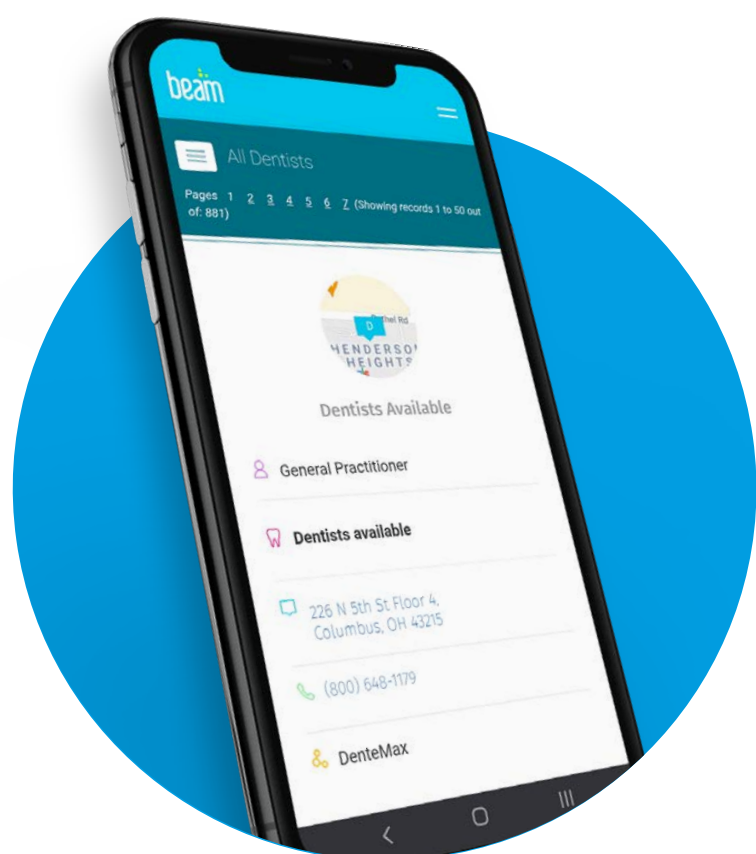 beam
All Dentists
Pages 1 2 3 4 5 6 7 (Showing records 1 to 50 out
of: 881)
D
thel Rd
HENDERSO
HEIGHTS
Dentists Available
General Practitioner
Dentists available
226 N 5th St Floor 4,
Columbus, OH 43215
(800) 648-1179
DenteMax